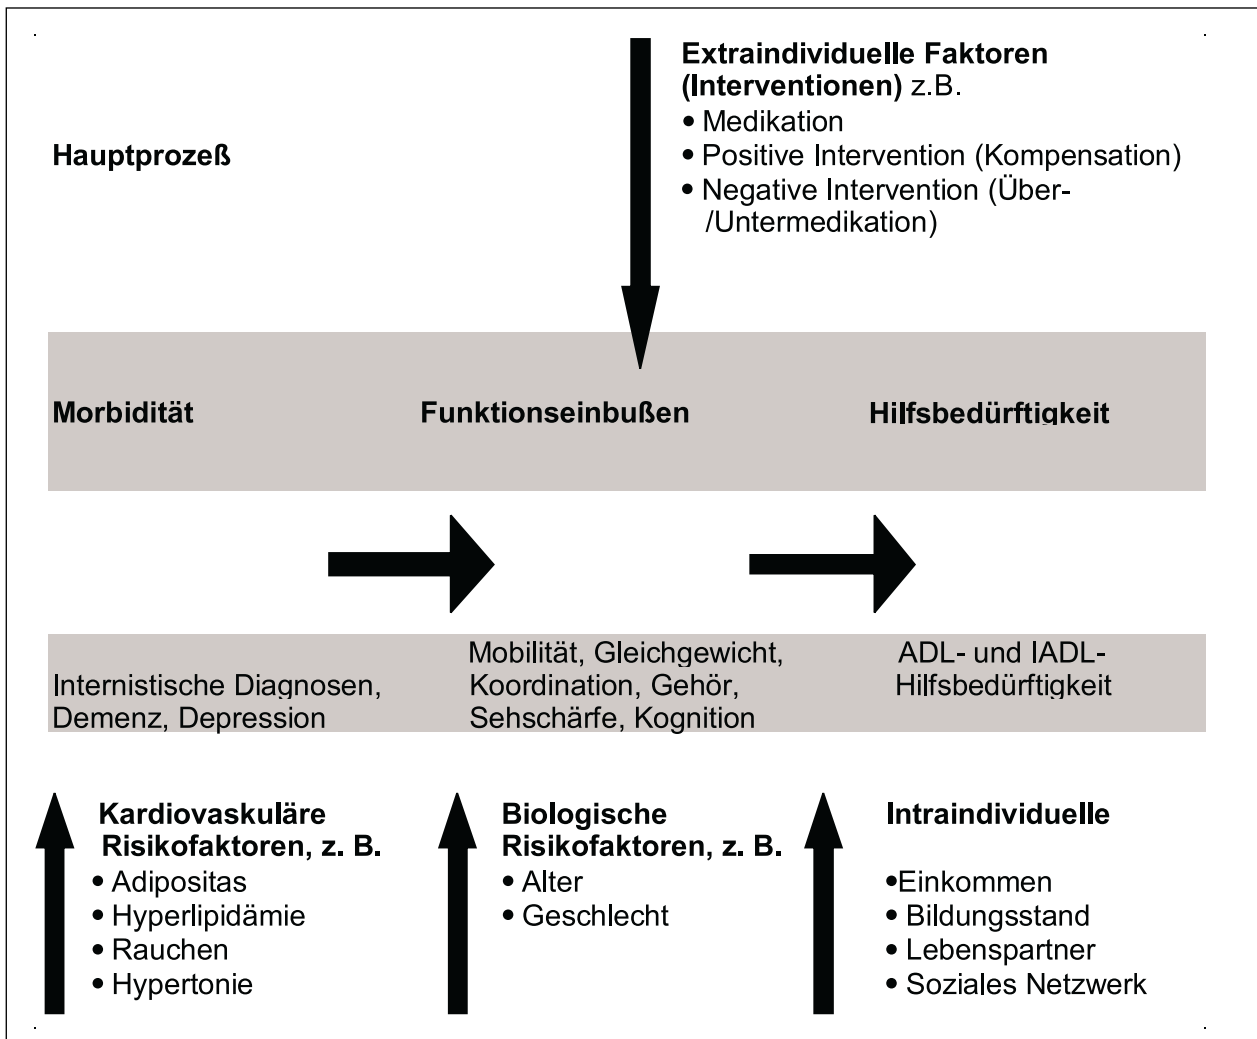 Extraindividuelle Faktoren
(Interventionen) z.B.
• Medikation
• Positive Intervention (Kompensation)
• Negative Intervention (Über-
/Untermedikation)
Hauptprozeß
Morbidität
Funktionseinbußen
Hilfsbedürftigkeit
Internistische Diagnosen,
Demenz, Depression
Mobilität, Gleichgewicht,
Koordination, Gehör,
Sehschärfe, Kognition
ADL- und IADL-
Hilfsbedürftigkeit
Kardiovaskuläre
Risikofaktoren, z. B.
• Adipositas
• Hyperlipidämie
• Rauchen
• Hypertonie
Biologische
Risikofaktoren, z. B.
• Alter
• Geschlecht
Intraindividuelle
•Einkommen
• Bildungsstand
• Lebenspartner
• Soziales Netzwerk